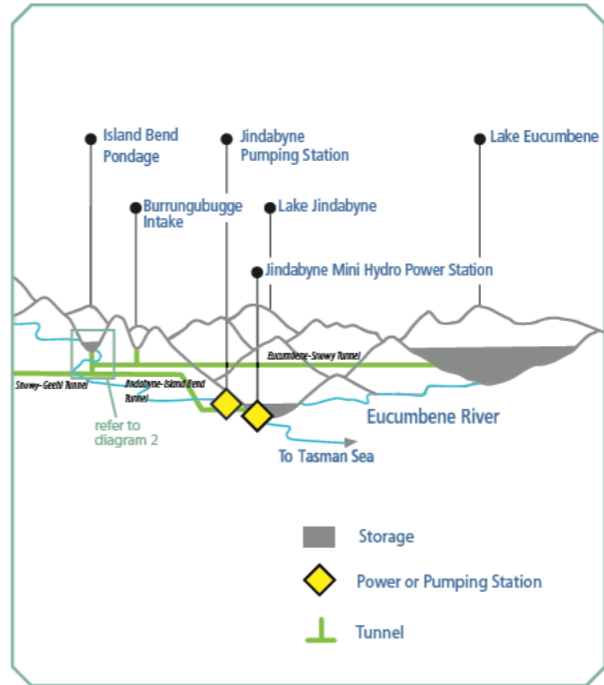 Island Bend
Pondage
Jindabyne
Pumping Station
Lake Eucumbene
Burrungubugge
Intake
Lake Jindabyne
Jindabyne Mini Hydro Power Station
Eucumbene-Snowy Tunnel
Snowy-Geehi Tunnel
Jindabyne-Island Bend
Tunnel
refer to
diagram 2
Eucumbene River
To Tasman Sea
Storage
Power or Pumping Station
Tunnel